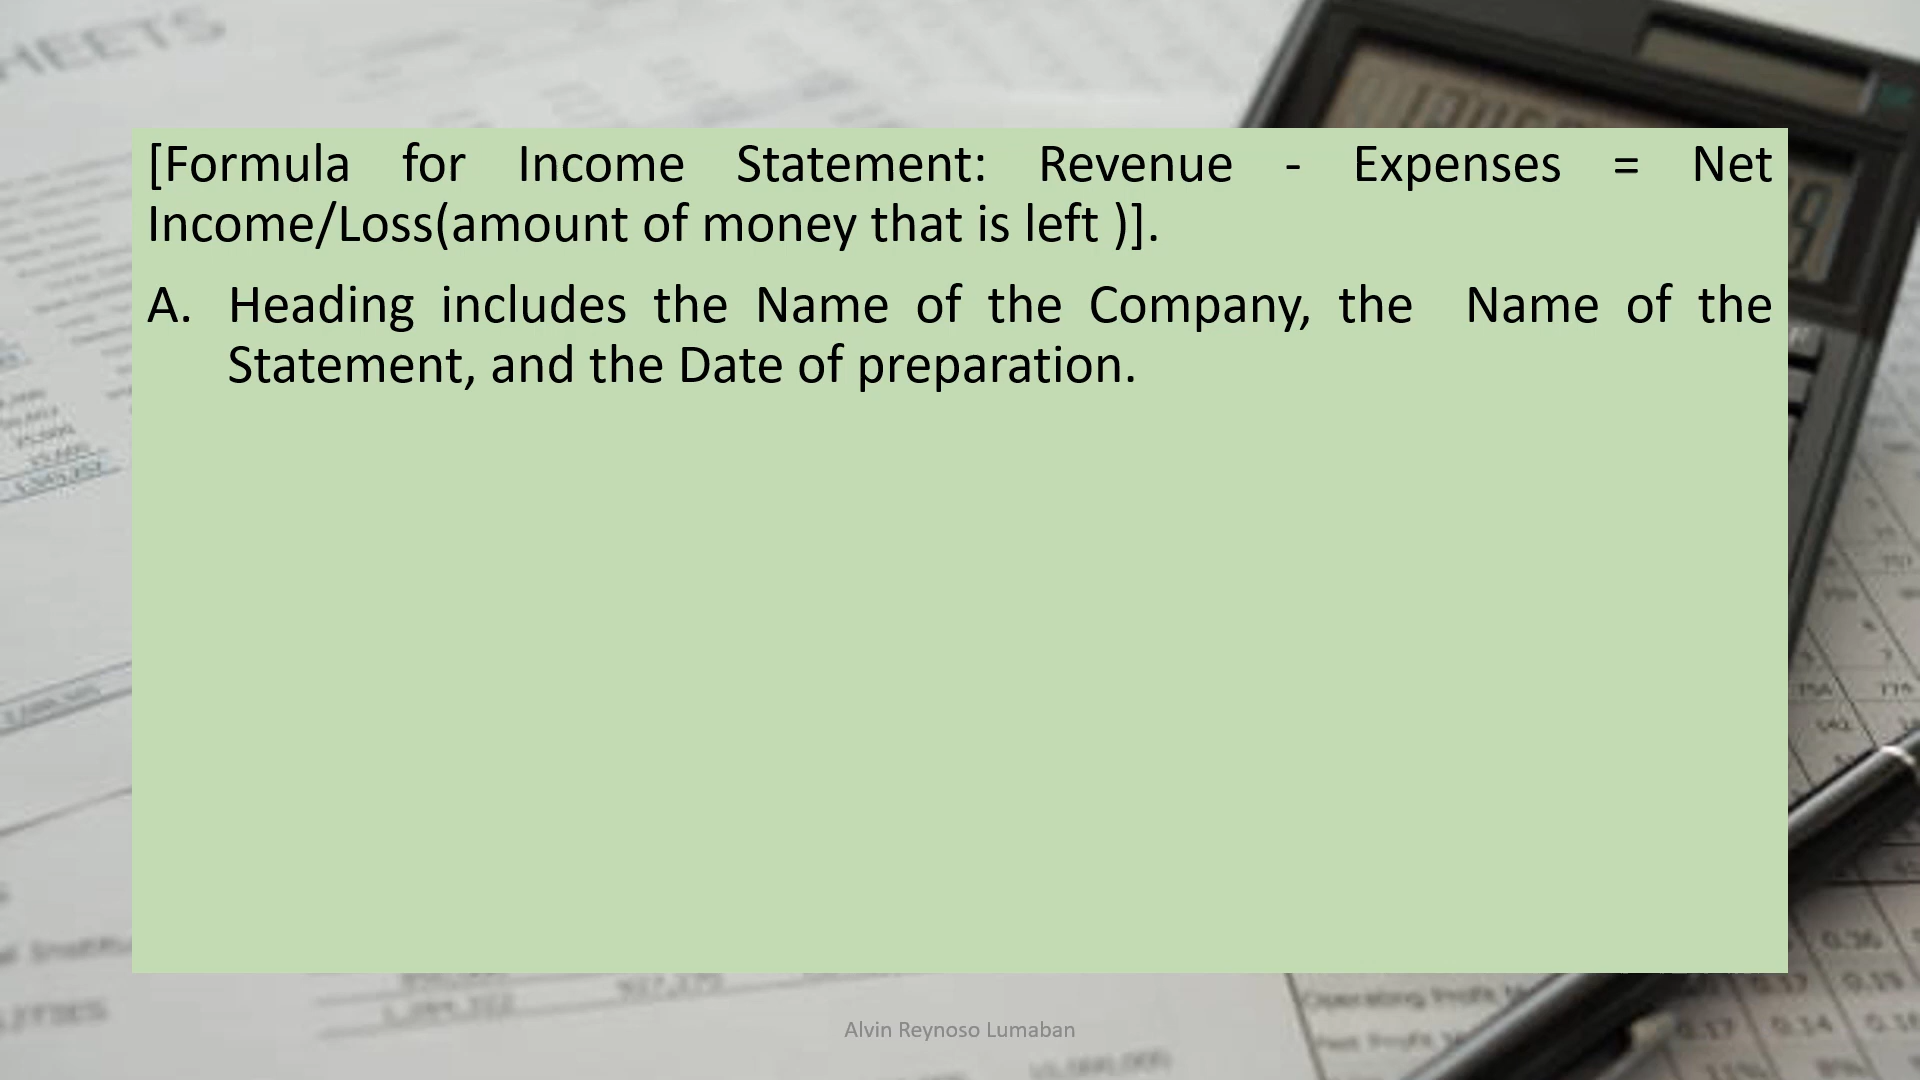 HEETS
[Formula for Income Statement: Revenue - Expenses = Net
Income/Loss(amount of money that is left )].
A. Heading includes the Name of the Company, the Name of the
Statement, and the Date of preparation.
Alvin Reynoso Lumaban